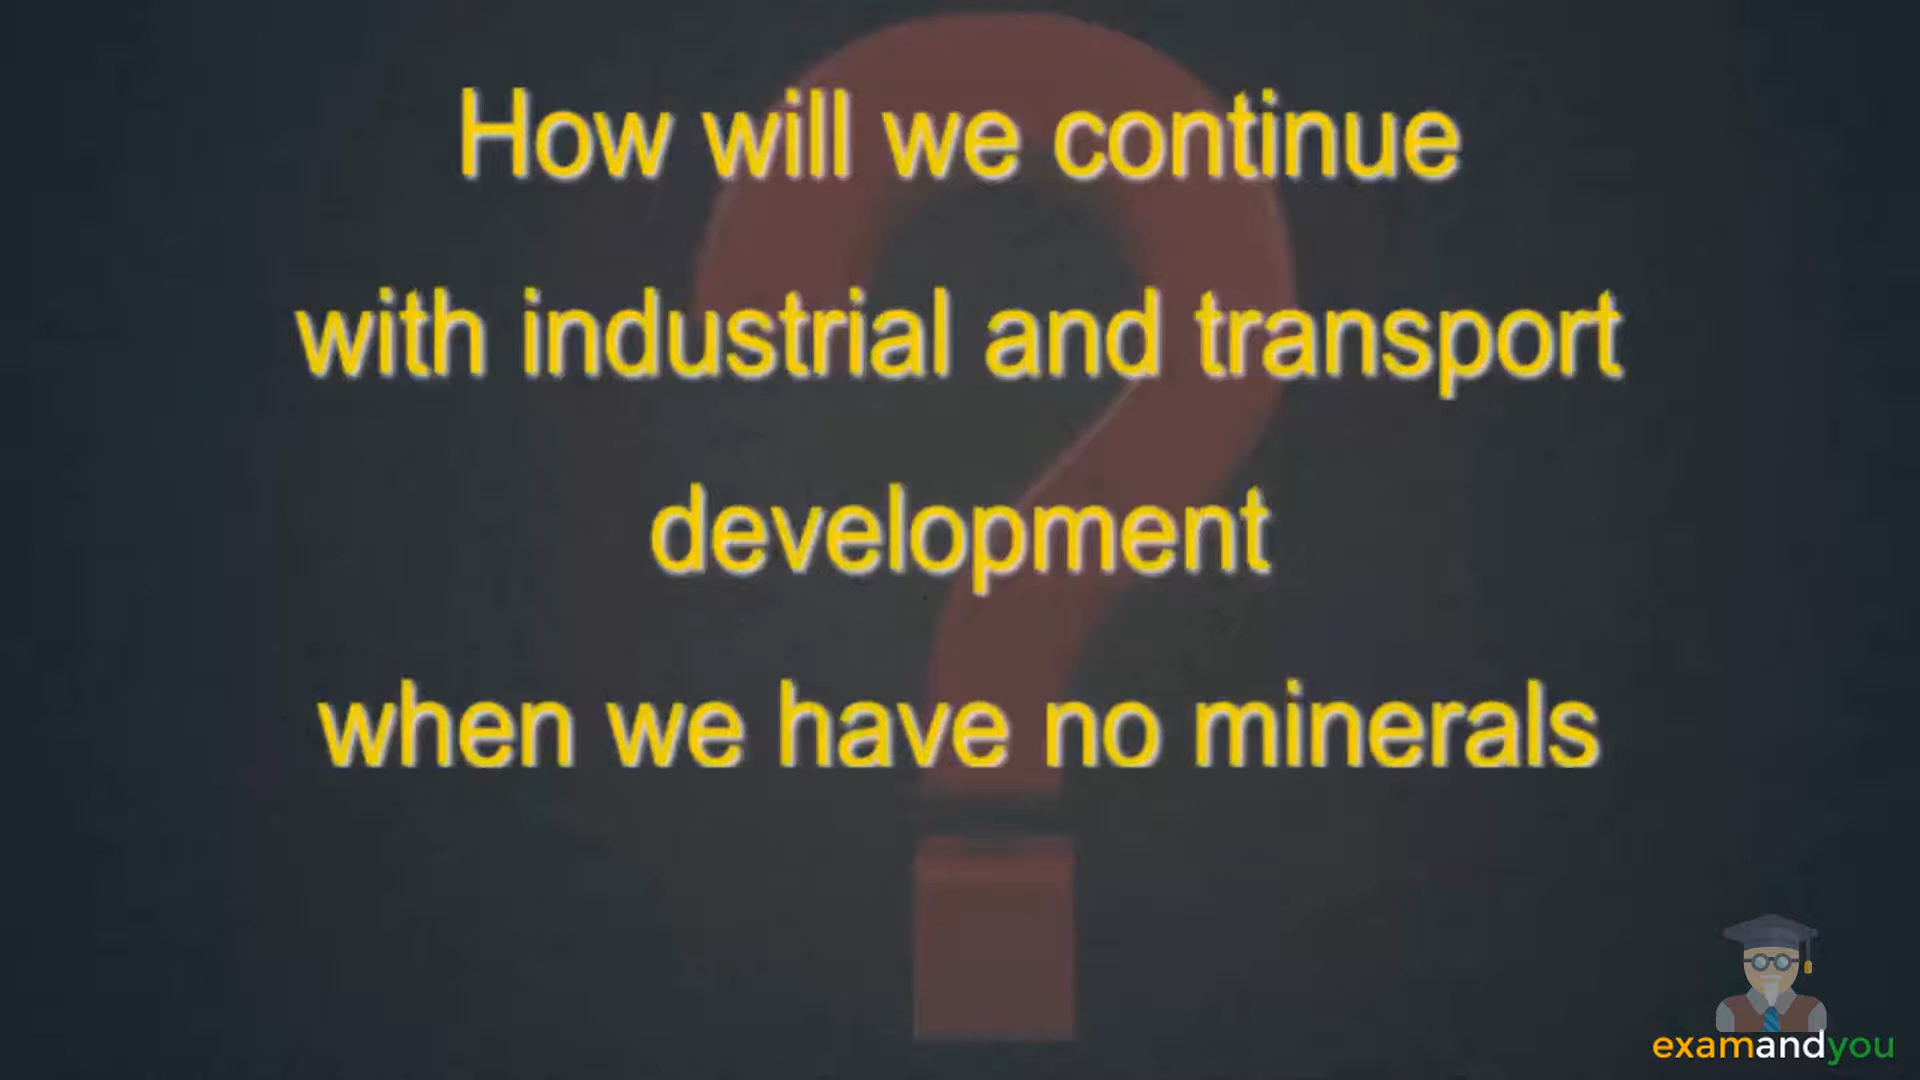 How will we continue
with industrial and transport
development
when we have no minerals
examandyou